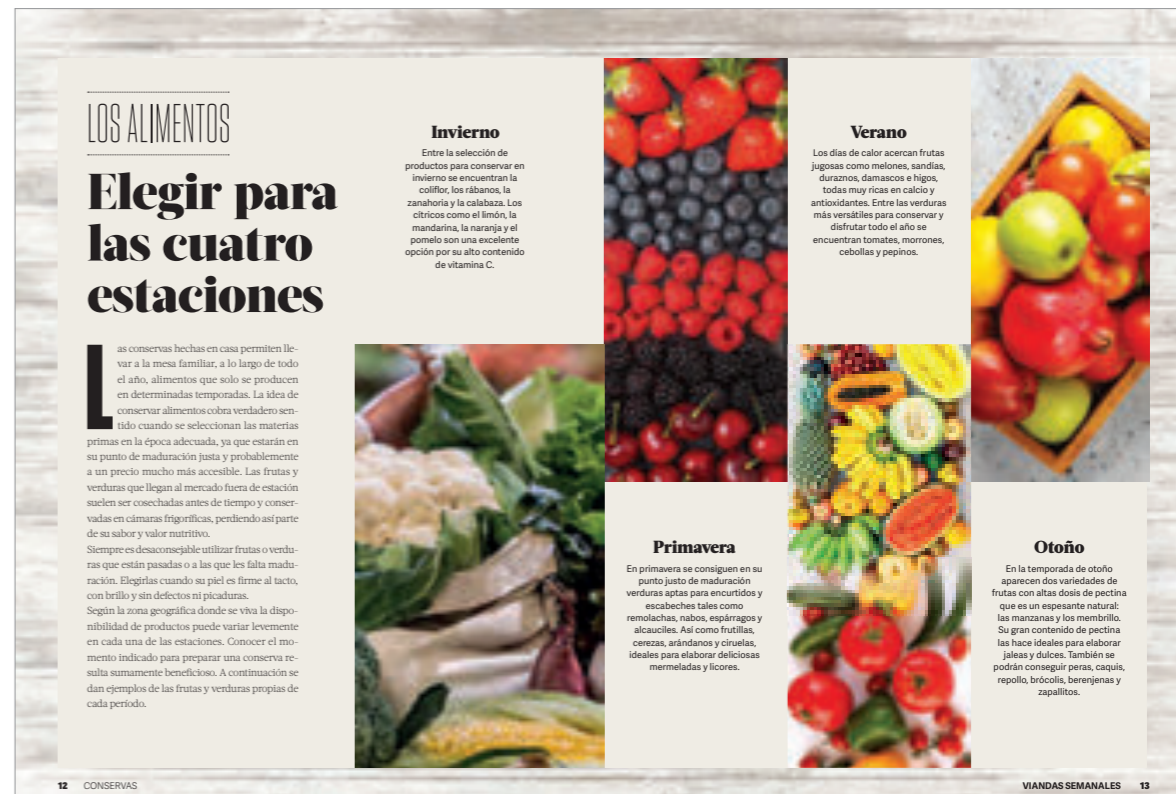 LOS ALIMENTOS
Elegir para
las cuatro
estaciones
Las conservas hechas en casa permiten lle-
var a la mesa familiar, a lo largo de todo
el año, alimentos que solo se producen
en determinadas temporadas. La idea de
conservar alimentos cobra verdadero sen-
tido cuando se seleccionan las materias
primas en la época adecuada, ya que estarán en
su punto de maduración justa y probablemente
a un precio mucho más accesible. Las frutas y
verduras que llegan al mercado fuera de estación
suelen ser cosechadas antes de tiempo y conser-
vadas en cámaras frigoríficas, perdiendo así parte
de su sabor y valor nutritivo.
Siempre es desaconsejable utilizar frutas o verdu-
ras que están pasadas o a las que les falta madu-
ración. Elegirlas cuando su piel es firme al tacto,
con brillo y sin defectos ni picaduras.
Según la zona geográfica donde se viva la dispo-
nibilidad de productos puede variar levemente
en cada una de las estaciones. Conocer el mo-
mento indicado para preparar una conserva re-
sulta sumamente beneficioso. A continuación se
dan ejemplos de las frutas y verduras propias de
cada período.
Invierno
Entre la selección de
productos para conservar en
invierno se encuentran la
coliflor, los rábanos, la
zanahoria y la calabaza. Los
cítricos como el limón, la
mandarina, la naranja y el
pomelo son una excelente
opción por su alto contenido
de vitamina C.
Primavera
En primavera se consiguen en su
punto justo de maduración
verduras aptas para encurtidos y
escabeches tales como
remolachas, nabos, espárragos y
alcauciles. Así como frutillas,
cerezas, arándanos y ciruelas,
ideales para elaborar deliciosas
mermeladas y licores.
Verano
Los días de calor acercan frutas
jugosas como melones, sandías,
duraznos, damascos e higos,
todas muy ricas en calcio y
antioxidantes. Entre las verduras
más versátiles para conservar y
disfrutar todo el año se
encuentran tomates, morrones,
cebollas y pepinos.
Otoño
En la temporada de otoño
aparecen dos variedades de
frutas con altas dosis de pectina
que es un espesante natural:
las manzanas y los membrillo.
Su gran contenido de pectina
las hace ideales para elaborar
jaleas y dulces. También se
podrán conseguir peras, caquis,
repollo, brócolis, berenjenas y
zapallitos.
12 CONSERVAS
VIANDAS SEMANALES 13